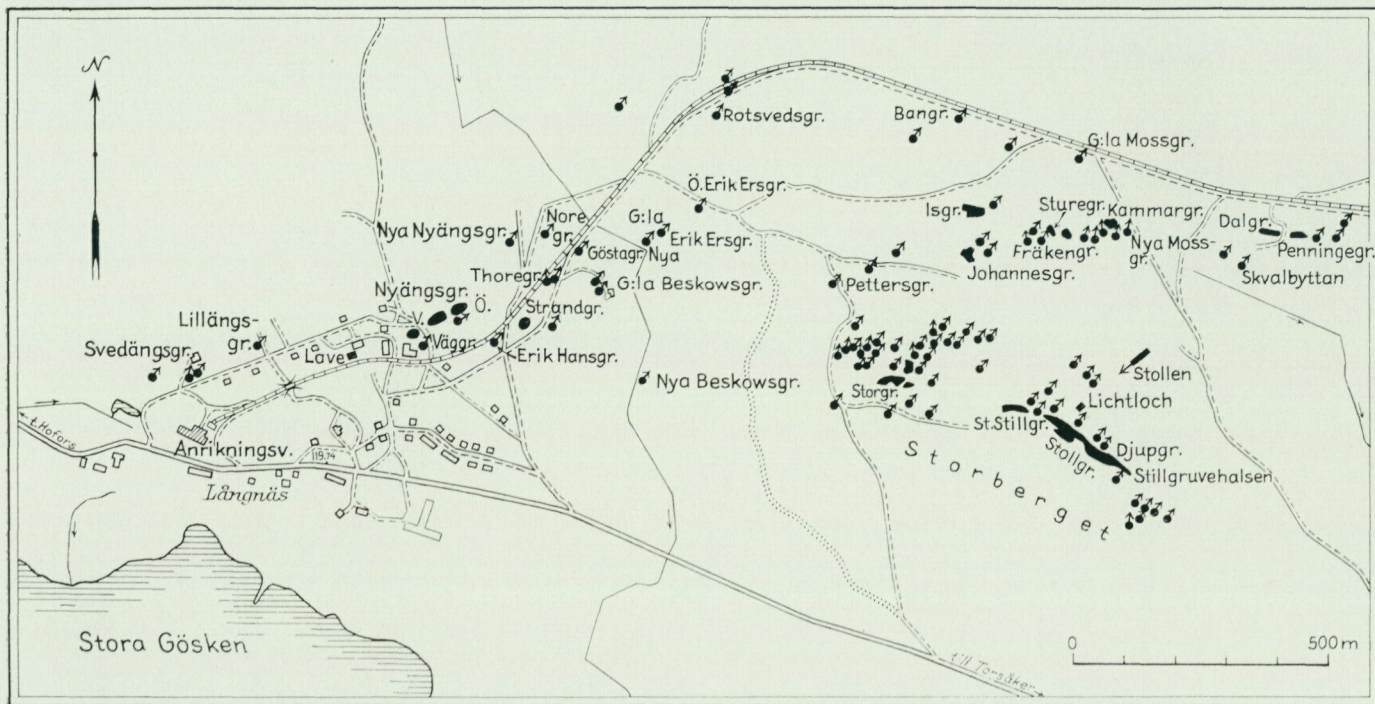 N
Rotsvedsgr.
Bangr.
G:la Mossgr.
Ö. Erik Ersgr.
Isgr.
Sturegr.
Kammargr.
Dalgr.
Nya Nyängsgr.
Nore
gr.
G:la
Erik Ersgr.
Göstagr.
Nya
Fräkengr.
Nya Moss-
gr.
Penningegr.
Thoregr.
G:la Beskowsgr.
Pettersgr.
Johannesgr.
Skvalbyttan
Nyängsgr.
Ö.
V.
Strandgr.
Lillängs-
gr.
Svedängsgr.
Lave
Väggr.
Erik Hansgr.
Nya Beskowsgr.
Storgr.
Stollen
Lichtloch
St. Stillgr.
Stollgr.
Djupgr.
Stillgruvehalsen
t. Hofors
Anrikningsv.
119.74
Långnäs
Storberget
Stora Gösken
till Torsåker
0 500 m